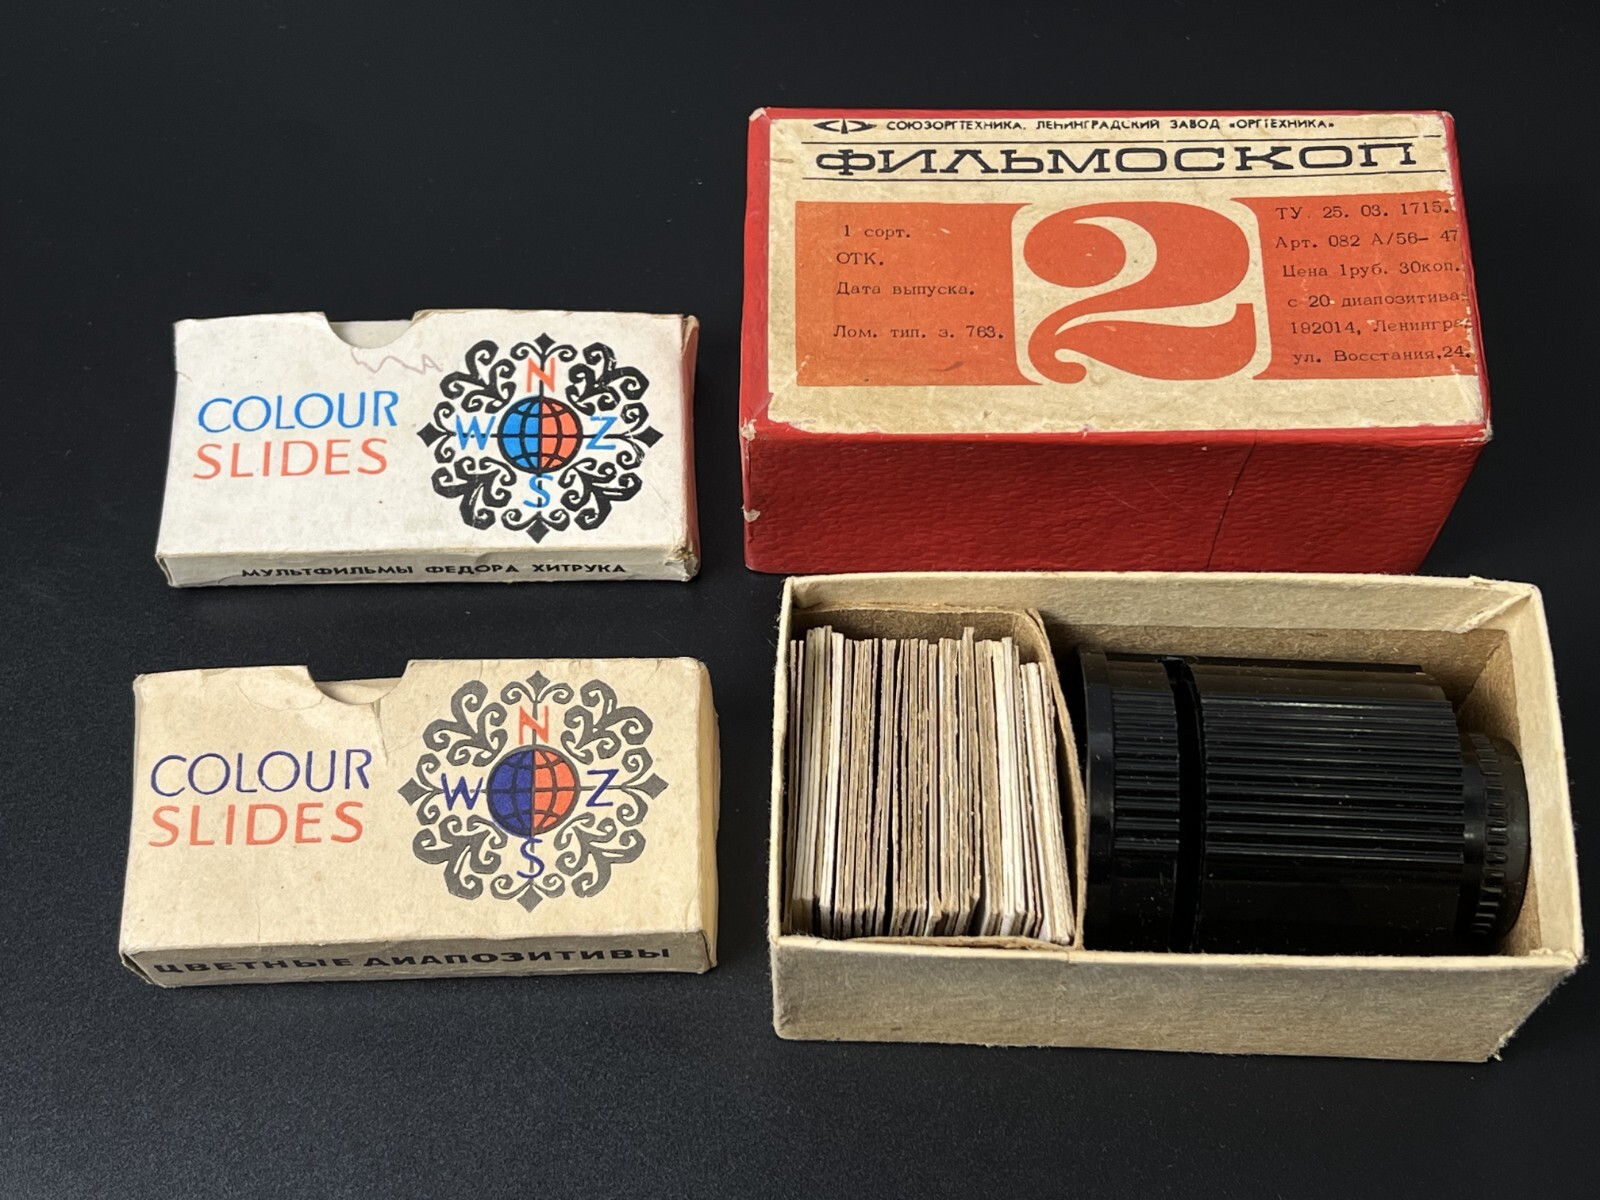 COLOUR
SLIDES
N
W Z
S
МУЛЬТФИЛЬМЫ ФЕДОРА ХИТРУКА
COLOUR
SLIDES
N
W Z
S
ЦВЕТНЫЕ ДИАПОЗИТИВЫ
СОЮЗОРГТЕХНИКА. ЛЕНИНГРАДСКИЙ ЗАВОД «ОРГТЕХНИКА»
ФИЛЬМОСКОП
2
1 сорт.
ОТК.
Дата выпуска.
Лом. тип. з. 763.
ТУ. 25. 03. 1715.
Арт. 082 А/56- 47
Цена 1руб. 30коп.
с 20 диапозитива
192014, Ленингра
ул. Восстания,24.